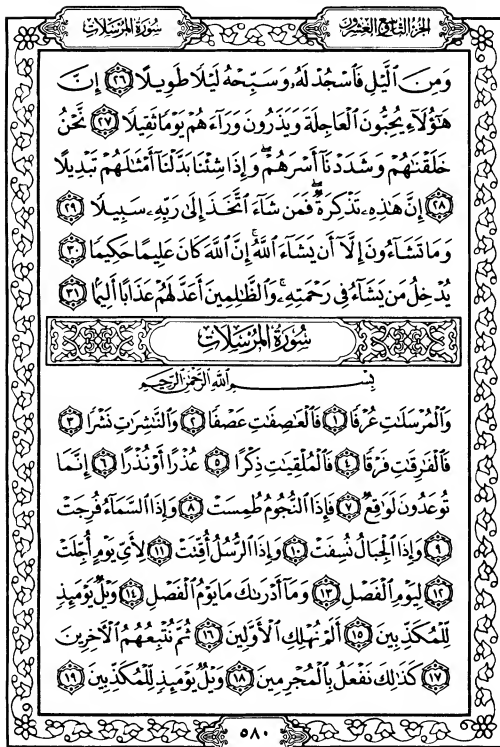 الجزء التاسع والعشرون
سورة المرسلات
وَمِنَ ٱلَّيۡلِ فَٱسۡجُدۡ لَهُۥ وَسَبِّحۡهُ لَيۡلٗا طَوِيلًا ٢٦ إِنَّ
هَٰٓؤُلَآءِ يُحِبُّونَ ٱلۡعَاجِلَةَ وَيَذَرُونَ وَرَآءَهُمۡ يَوۡمٗا ثَقِيلٗا ٢٧ نَّحۡنُ
خَلَقۡنَٰهُمۡ وَشَدَدۡنَآ أَسۡرَهُمۡۖ وَإِذَا شِئۡنَا بَدَّلۡنَآ أَمۡثَٰلَهُمۡ تَبۡدِيلًا
٢٨ إِنَّ هَٰذِهِۦ تَذۡكِرَةٞۖ فَمَن شَآءَ ٱتَّخَذَ إِلَىٰ رَبِّهِۦ سَبِيلٗا ٢٩
وَمَا تَشَآءُونَ إِلَّآ أَن يَشَآءَ ٱللَّهُۚ إِنَّ ٱللَّهَ كَانَ عَلِيمًا حَكِيمٗا ٣٠
يُدۡخِلُ مَن يَشَآءُ فِي رَحۡمَتِهِۦۚ وَٱلظَّٰلِمِينَ أَعَدَّ لَهُمۡ عَذَابًا أَلِيمَۢا ٣١
سُورَةُ المُرۡسَلَاتِ
بِسۡمِ ٱللَّهِ ٱلرَّحۡمَٰنِ ٱلرَّحِيمِ
وَٱلۡمُرۡسَلَٰتِ عُرۡفٗا ١ فَٱلۡعَٰصِفَٰتِ عَصۡفٗا ٢ وَٱلنَّٰشِرَٰتِ نَشۡرٗا ٣
فَٱلۡفَٰرِقَٰتِ فَرۡقٗا ٤ فَٱلۡمُلۡقِيَٰتِ ذِكۡرًا ٥ عُذۡرًا أَوۡ نُذۡرًا ٦ إِنَّمَا
تُوعَدُونَ لَوَٰقِعٞ ٧ فَإِذَا ٱلنُّجُومُ طُمِسَتۡ ٨ وَإِذَا ٱلسَّمَآءُ فُرِجَتۡ
٩ وَإِذَا ٱلۡجِبَالُ نُسِفَتۡ ١٠ وَإِذَا ٱلرُّسُلُ أُقِّتَتۡ ١١ لِأَيِّ يَوۡمٍ أُجِّلَتۡ
١٢ لِيَوۡمِ ٱلۡفَصۡلِ ١٣ وَمَآ أَدۡرَىٰكَ مَا يَوۡمُ ٱلۡفَصۡلِ ١٤ وَيۡلٞ يَوۡمَئِذٖ
لِّلۡمُكَذِّبِينَ ١٥ أَلَمۡ نُهۡلِكِ ٱلۡأَوَّلِينَ ١٦ ثُمَّ نُتۡبِعُهُمُ ٱلۡأٓخِرِينَ
١٧ كَذَٰلِكَ نَفۡعَلُ بِٱلۡمُجۡرِمِينَ ١٨ وَيۡلٞ يَوۡمَئِذٖ لِّلۡمُكَذِّبِينَ ١٩
٥٨٠